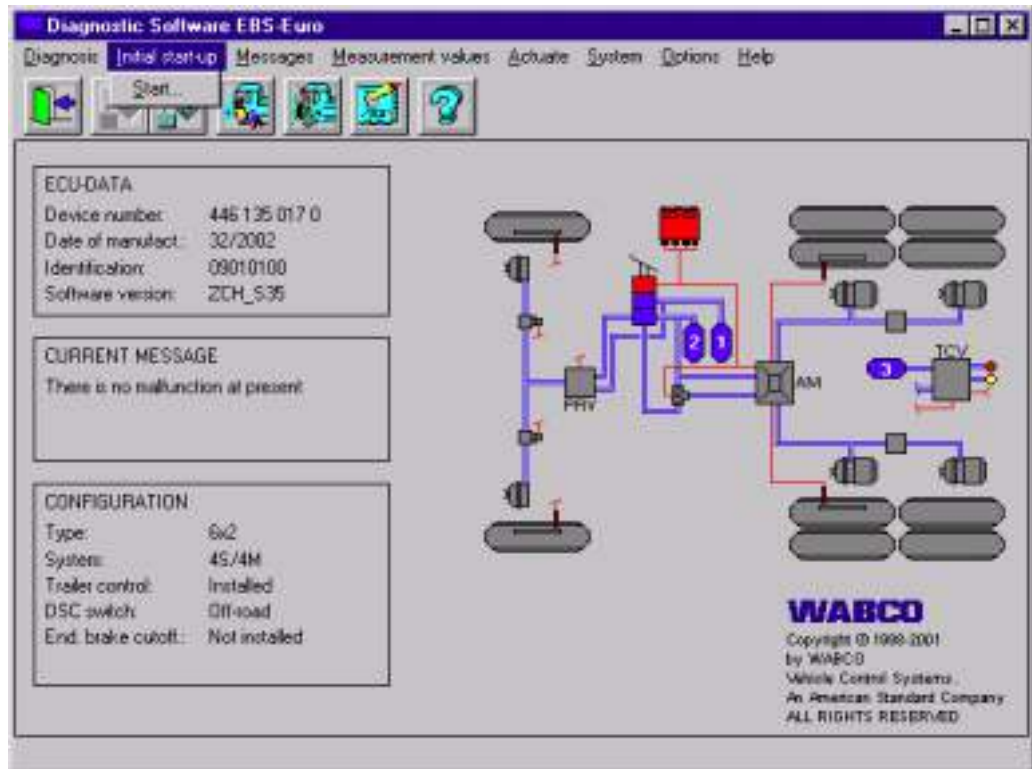 Diagnostic Software EBS-Euro
Diagnosis Initial start-up Messages Measurement values Actuate System Options Help
Start...
ECU-DATA
Device number: 446 135 017 0
Date of manufact.: 32/2002
Identification: 09010100
Software version: ZCH_S35
CURRENT MESSAGE
There is no malfunction at present
CONFIGURATION
Type: 6x2
System: 4S/4M
Trailer control: Installed
DSC switch: Off-road
End. brake cutoff.: Not installed
2 1
3
TCV
AM
PRV
WABCO
Copyright © 1998-2001
by WABCO
Vehicle Control Systems.
An American Standard Company
ALL RIGHTS RESERVED